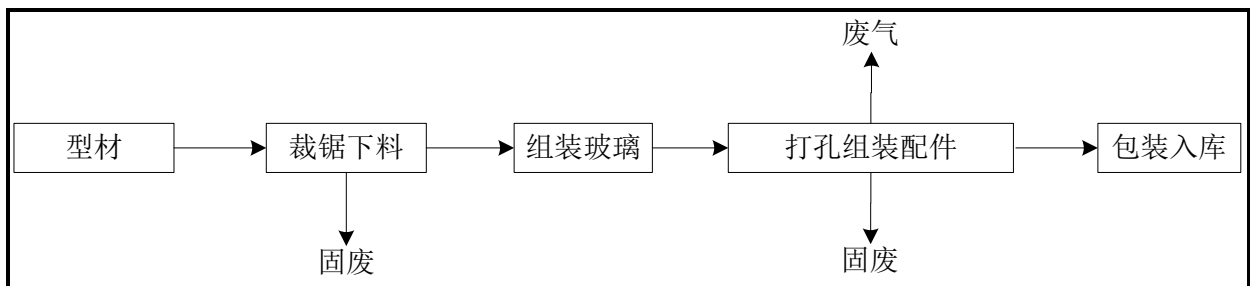 废气
型材
裁锯下料
组装玻璃
打孔组装配件
包装入库
固废
固废